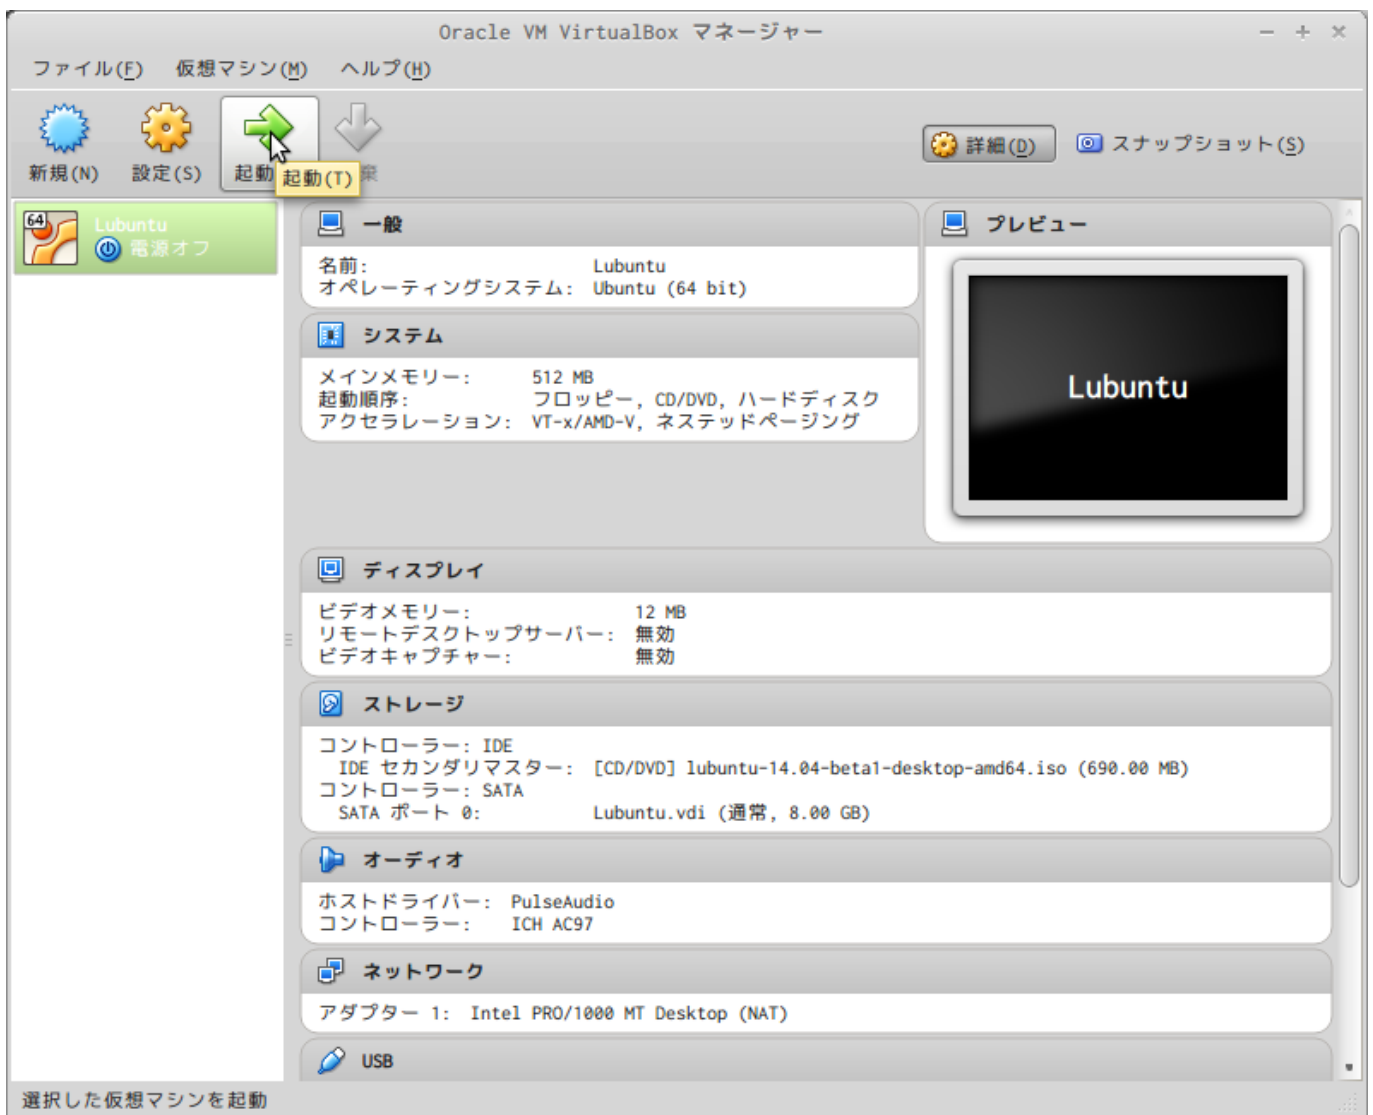 Oracle VM VirtualBox マネージャー
ファイル(F) 仮想マシン(M) ヘルプ(H)
新規(N) 設定(S) 起動 棄
起動(T)
詳細(D) スナップショット(S)
64
Lubuntu
電源オフ
一般
名前: Lubuntu
オペレーティングシステム: Ubuntu (64 bit)
システム
メインメモリー: 512 MB
起動順序: フロッピー, CD/DVD, ハードディスク
アクセラレーション: VT-x/AMD-V, ネステッドページング
プレビュー
Lubuntu
ディスプレイ
ビデオメモリー: 12 MB
リモートデスクトップサーバー: 無効
ビデオキャプチャー: 無効
ストレージ
コントローラー: IDE
IDE セカンダリマスター: [CD/DVD] lubuntu-14.04-beta1-desktop-amd64.iso (690.00 MB)
コントローラー: SATA
SATA ポート 0: Lubuntu.vdi (通常, 8.00 GB)
オーディオ
ホストドライバー: PulseAudio
コントローラー: ICH AC97
ネットワーク
アダプター 1: Intel PRO/1000 MT Desktop (NAT)
USB
選択した仮想マシンを起動